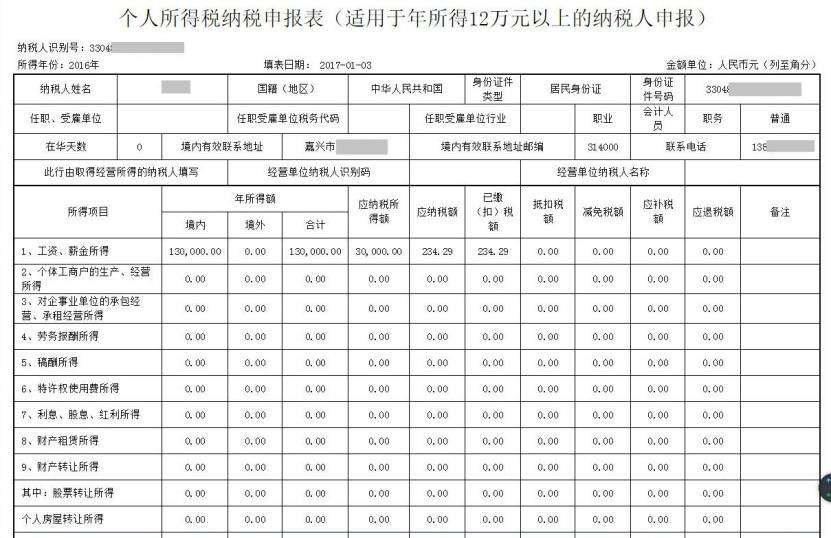 个人所得税纳税申报表（适用于年所得12万元以上的纳税人申报）
纳税人识别号：3304
所得年份：2016年 填表日期： 2017-01-03 金额单位：人民币元（列至角分）
纳税人姓名 国籍（地区） 中华人民共和国 身份证件类型 居民身份证 身份证件号码 3304
任职、受雇单位 任职受雇单位税务代码 任职受雇单位行业 职业 会计人员 职务 普通
在华天数 0 境内有效联系地址 嘉兴市 境内有效联系地址邮编 314000 联系电话 138
此行由取得经营所得的纳税人填写 经营单位纳税人识别码 经营单位纳税人名称
所得项目 年所得额 应纳税所得额 应纳税额 已缴（扣）税额 抵扣税额 减免税额 应补税额 应退税额 备注
境内 境外 合计
1、工资、薪金所得 130,000.00 0.00 130,000.00 30,000.00 234.29 234.29 0.00 0.00 0.00 0.00
2、个体工商户的生产、经营所得 0.00 0.00 0.00 0.00 0.00 0.00 0.00 0.00 0.00 0.00
3、对企事业单位的承包经营、承租经营所得 0.00 0.00 0.00 0.00 0.00 0.00 0.00 0.00 0.00 0.00
4、劳务报酬所得 0.00 0.00 0.00 0.00 0.00 0.00 0.00 0.00 0.00 0.00
5、稿酬所得 0.00 0.00 0.00 0.00 0.00 0.00 0.00 0.00 0.00 0.00
6、特许权使用费所得 0.00 0.00 0.00 0.00 0.00 0.00 0.00 0.00 0.00 0.00
7、利息、股息、红利所得 0.00 0.00 0.00 0.00 0.00 0.00 0.00 0.00 0.00 0.00
8、财产租赁所得 0.00 0.00 0.00 0.00 0.00 0.00 0.00 0.00 0.00 0.00
9、财产转让所得 0.00 0.00 0.00 0.00 0.00 0.00 0.00 0.00 0.00 0.00
其中：股票转让所得 0.00 0.00 0.00 0.00 0.00 0.00 0.00 0.00 0.00 0.00
个人房屋转让所得 0.00 0.00 0.00 0.00 0.00 0.00 0.00 0.00 0.00 0.00